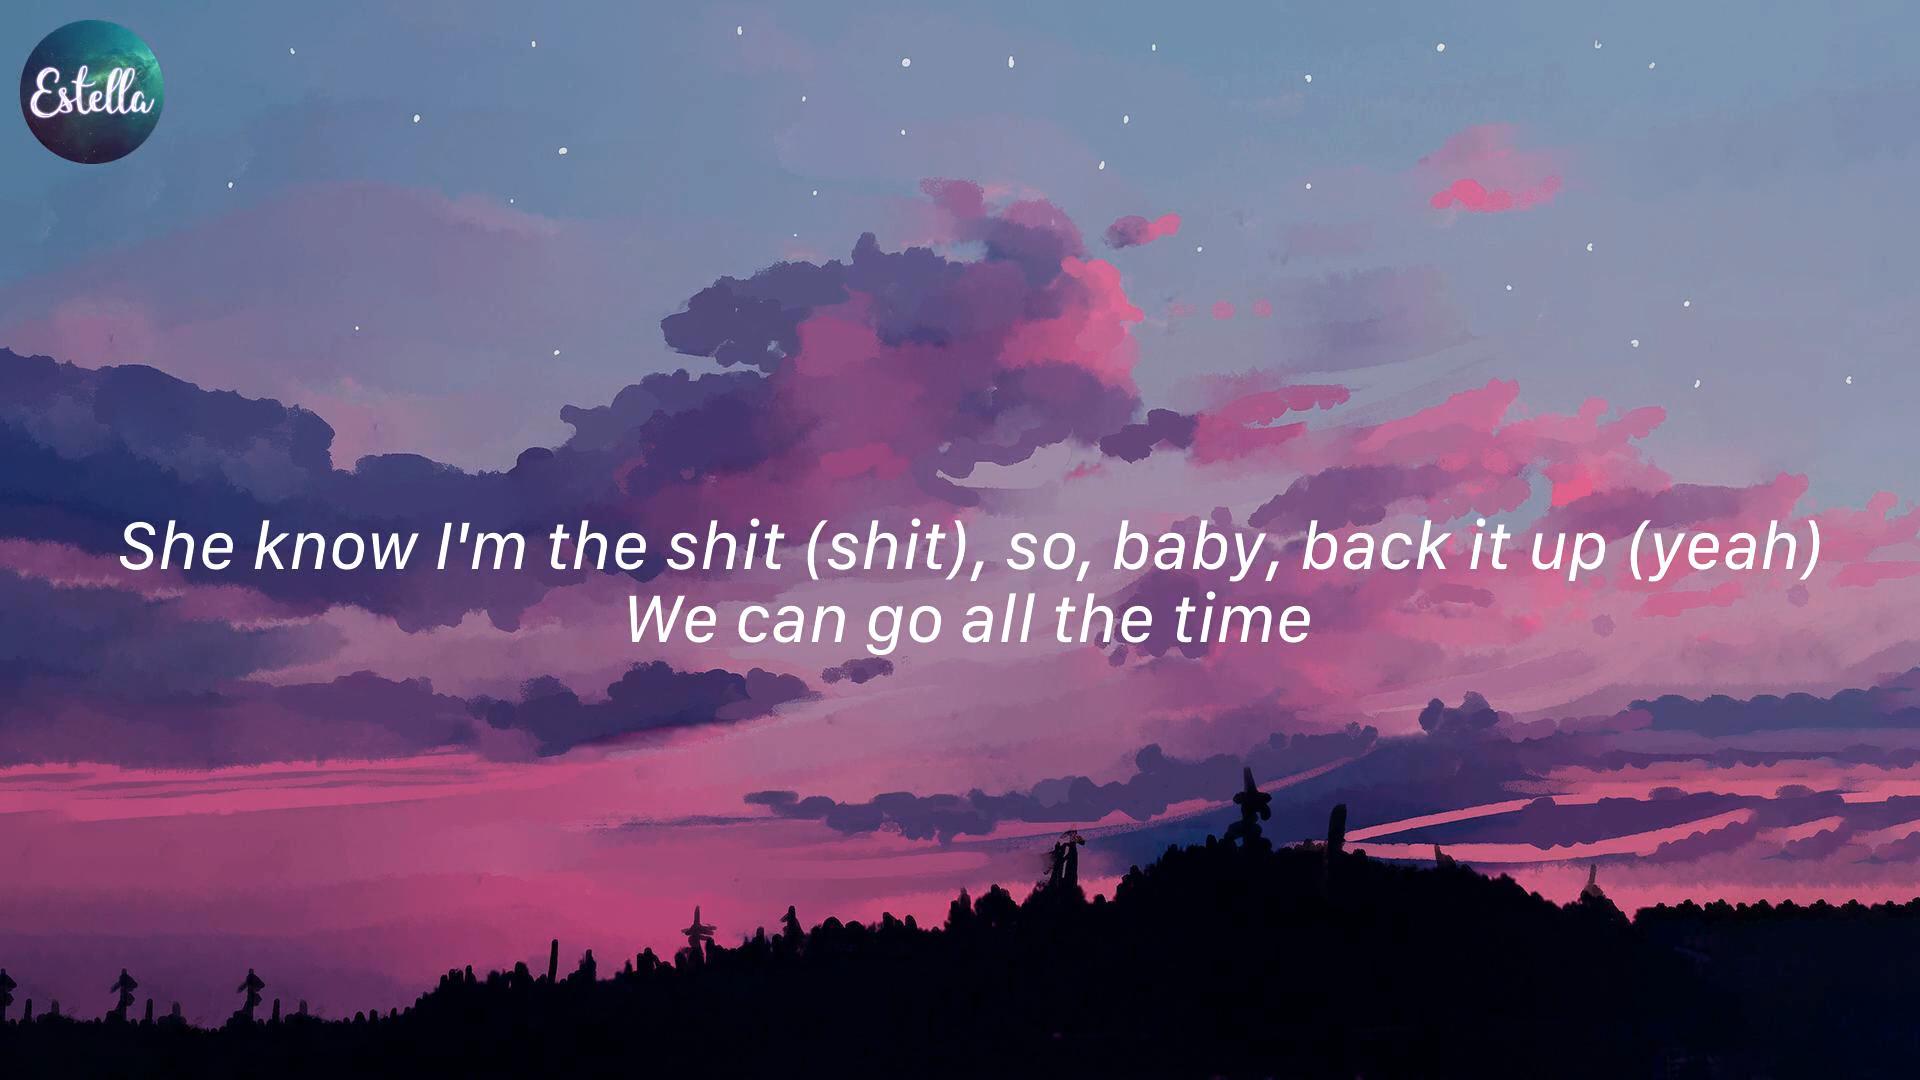 Estella
She know I'm the shit (shit), so, baby, back it up (yeah)
We can go all the time